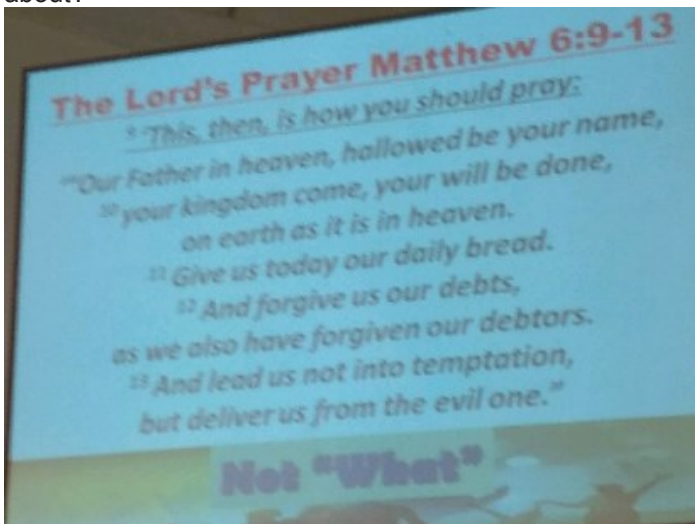 about?
The Lord's Prayer Matthew 6:9-13
9 "This, then, is how you should pray:
"'Our Father in heaven, hallowed be your name,
10 your kingdom come, your will be done,
on earth as it is in heaven.
11 Give us today our daily bread.
12 And forgive us our debts,
as we also have forgiven our debtors.
13 And lead us not into temptation,
but deliver us from the evil one."
Not "What"